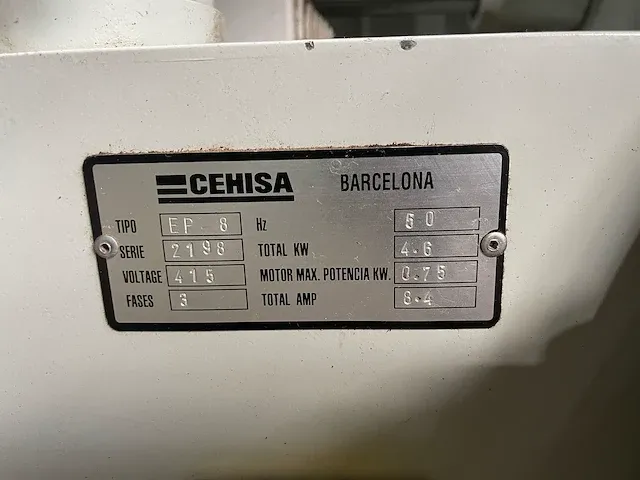 CEHISA BARCELONA
TIPO EP 8 Hz 50
SERIE 2198 TOTAL KW 4.6
VOLTAGE 415 MOTOR MAX. POTENCIA KW. 0.75
FASES 3 TOTAL AMP 8.4